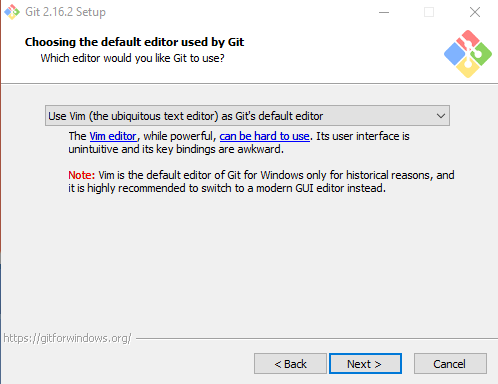 Git 2.16.2 Setup
Choosing the default editor used by Git
Which editor would you like Git to use?
Use Vim (the ubiquitous text editor) as Git's default editor
The Vim editor, while powerful, can be hard to use. Its user interface is
unintuitive and its key bindings are awkward.
Note: Vim is the default editor of Git for Windows only for historical reasons, and
it is highly recommended to switch to a modern GUI editor instead.
https://gitforwindows.org/
< Back
Next >
Cancel